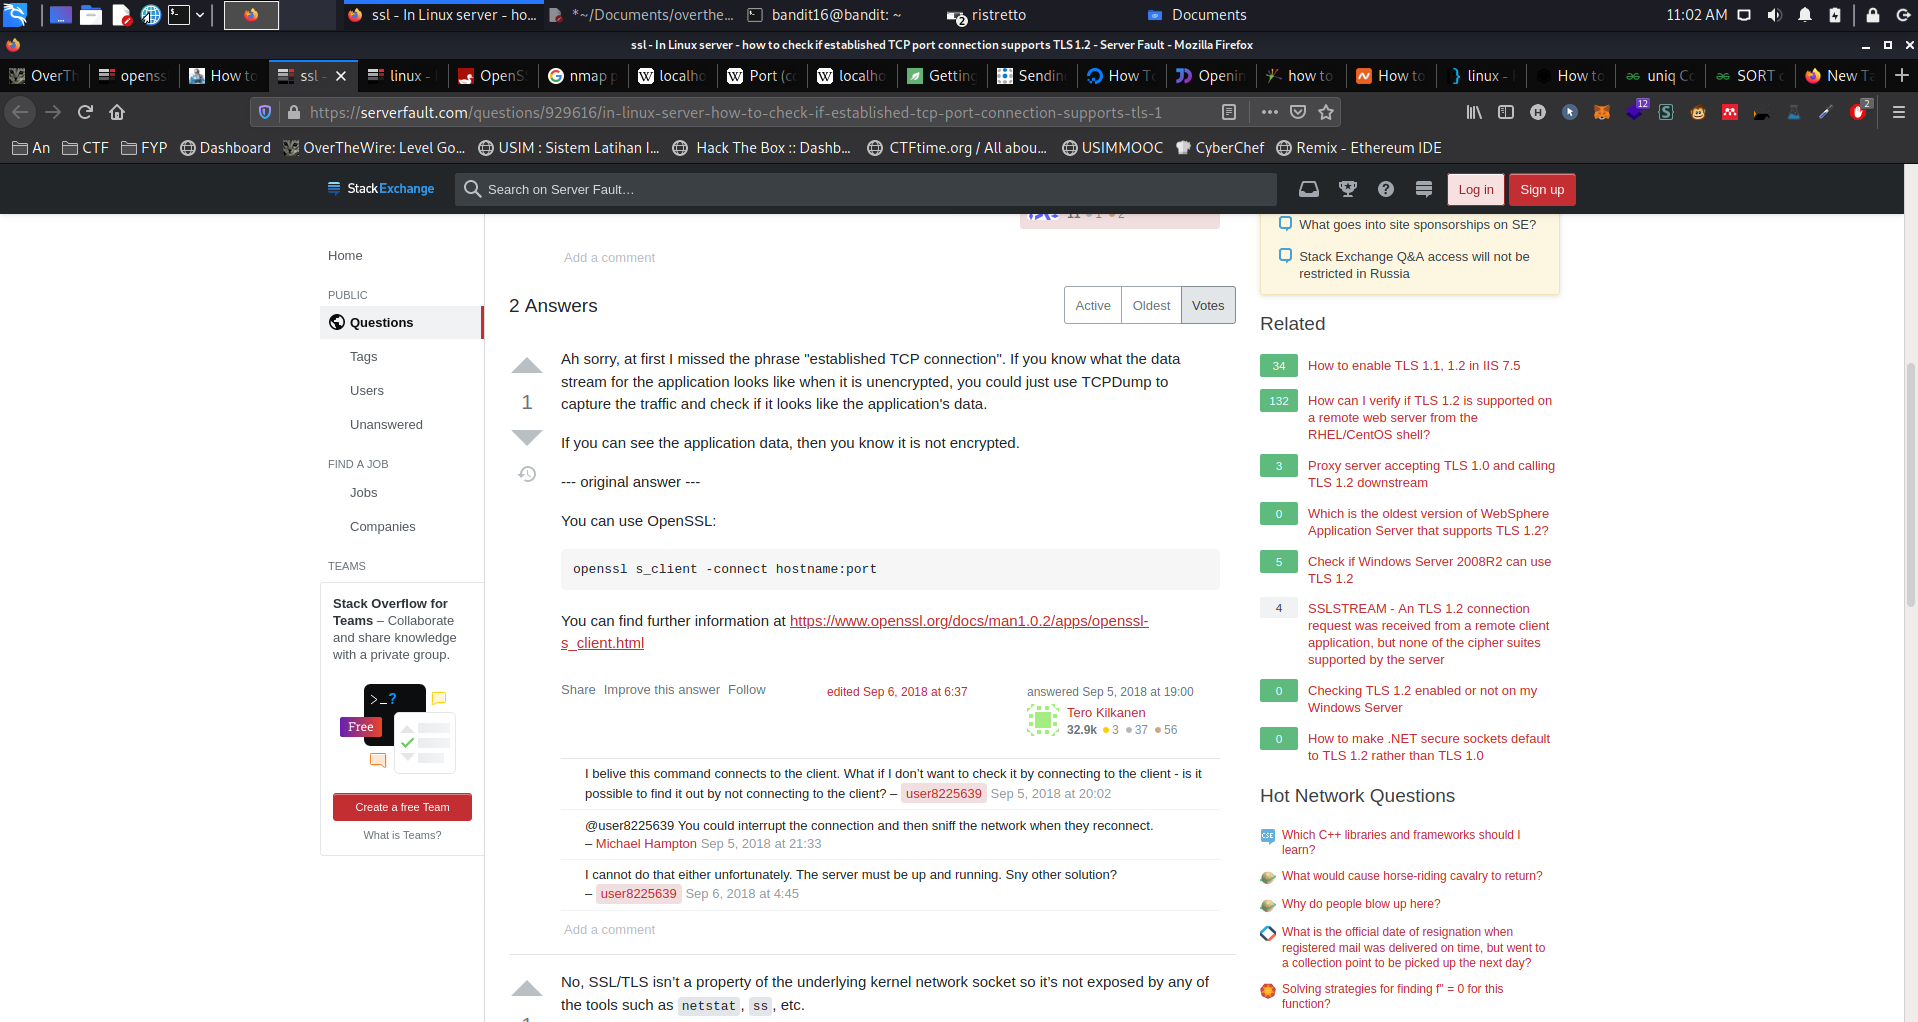 ssl - In Linux server - ho...
*~/Documents/overthe...
bandit16@bandit: ~
2
ristretto
Documents
11:02 AM
ssl - In Linux server - how to check if established TCP port connection supports TLS 1.2 - Server Fault - Mozilla Firefox
OverTh
openss
How to
ssl -
linux -
OpenS
nmap p
localho
Port (c
localho
Getting
Sendin
How T
Openin
how to
How to
linux -
How to
uniq Co
SORT c
New Ta
https://serverfault.com/questions/929616/in-linux-server-how-to-check-if-established-tcp-port-connection-supports-tls-1
12
2
An
CTF
FYP
Dashboard
OverTheWire: Level Go...
USIM : Sistem Latihan I...
Hack The Box :: Dashb...
CTFtime.org / All abou...
USIMMOOC
CyberChef
Remix - Ethereum IDE
StackExchange
Search on Server Fault…
Log in
Sign up
Home
PUBLIC
Questions
Tags
Users
Unanswered
FIND A JOB
Jobs
Companies
TEAMS
Stack Overflow for
Teams – Collaborate
and share knowledge
with a private group.
>_?
Free
Create a free Team
What is Teams?
Add a comment
2 Answers
Active
Oldest
Votes
1
Ah sorry, at first I missed the phrase "established TCP connection". If you know what the data
stream for the application looks like when it is unencrypted, you could just use TCPDump to
capture the traffic and check if it looks like the application's data.
If you can see the application data, then you know it is not encrypted.
--- original answer ---
You can use OpenSSL:
openssl s_client -connect hostname:port
You can find further information at https://www.openssl.org/docs/man1.0.2/apps/openssl-
s_client.html
Share Improve this answer Follow
edited Sep 6, 2018 at 6:37
answered Sep 5, 2018 at 19:00
Tero Kilkanen
32.9k 3 37 56
I belive this command connects to the client. What if I don't want to check it by connecting to the client - is it
possible to find it out by not connecting to the client? – user8225639 Sep 5, 2018 at 20:02
@user8225639 You could interrupt the connection and then sniff the network when they reconnect.
– Michael Hampton Sep 5, 2018 at 21:33
I cannot do that either unfortunately. The server must be up and running. Sny other solution?
– user8225639 Sep 6, 2018 at 4:45
Add a comment
No, SSL/TLS isn't a property of the underlying kernel network socket so it's not exposed by any of
the tools such as netstat, ss, etc.
What goes into site sponsorships on SE?
Stack Exchange Q&A access will not be
restricted in Russia
Related
34
How to enable TLS 1.1, 1.2 in IIS 7.5
132
How can I verify if TLS 1.2 is supported on
a remote web server from the
RHEL/CentOS shell?
3
Proxy server accepting TLS 1.0 and calling
TLS 1.2 downstream
0
Which is the oldest version of WebSphere
Application Server that supports TLS 1.2?
5
Check if Windows Server 2008R2 can use
TLS 1.2
4
SSLSTREAM - An TLS 1.2 connection
request was received from a remote client
application, but none of the cipher suites
supported by the server
0
Checking TLS 1.2 enabled or not on my
Windows Server
0
How to make .NET secure sockets default
to TLS 1.2 rather than TLS 1.0
Hot Network Questions
Which C++ libraries and frameworks should I
learn?
What would cause horse-riding cavalry to return?
Why do people blow up here?
What is the official date of resignation when
registered mail was delivered on time, but went to
a collection point to be picked up the next day?
Solving strategies for finding f" = 0 for this
function?